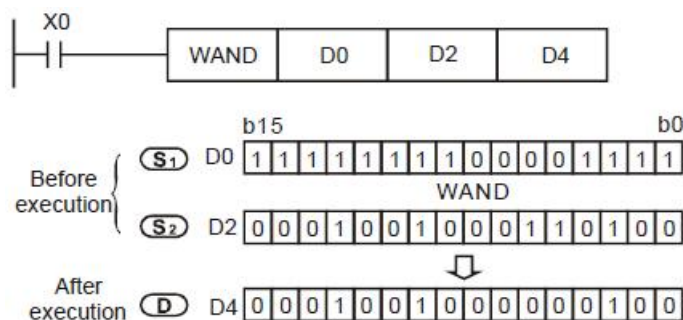 X0
WAND D0 D2 D4
b15 b0
Before execution
S1 D0 1 1 1 1 1 1 1 1 0 0 0 0 1 1 1 1
WAND
S2 D2 0 0 0 1 0 0 1 0 0 0 1 1 0 1 0 0
After execution
D D4 0 0 0 1 0 0 1 0 0 0 0 0 0 1 0 0